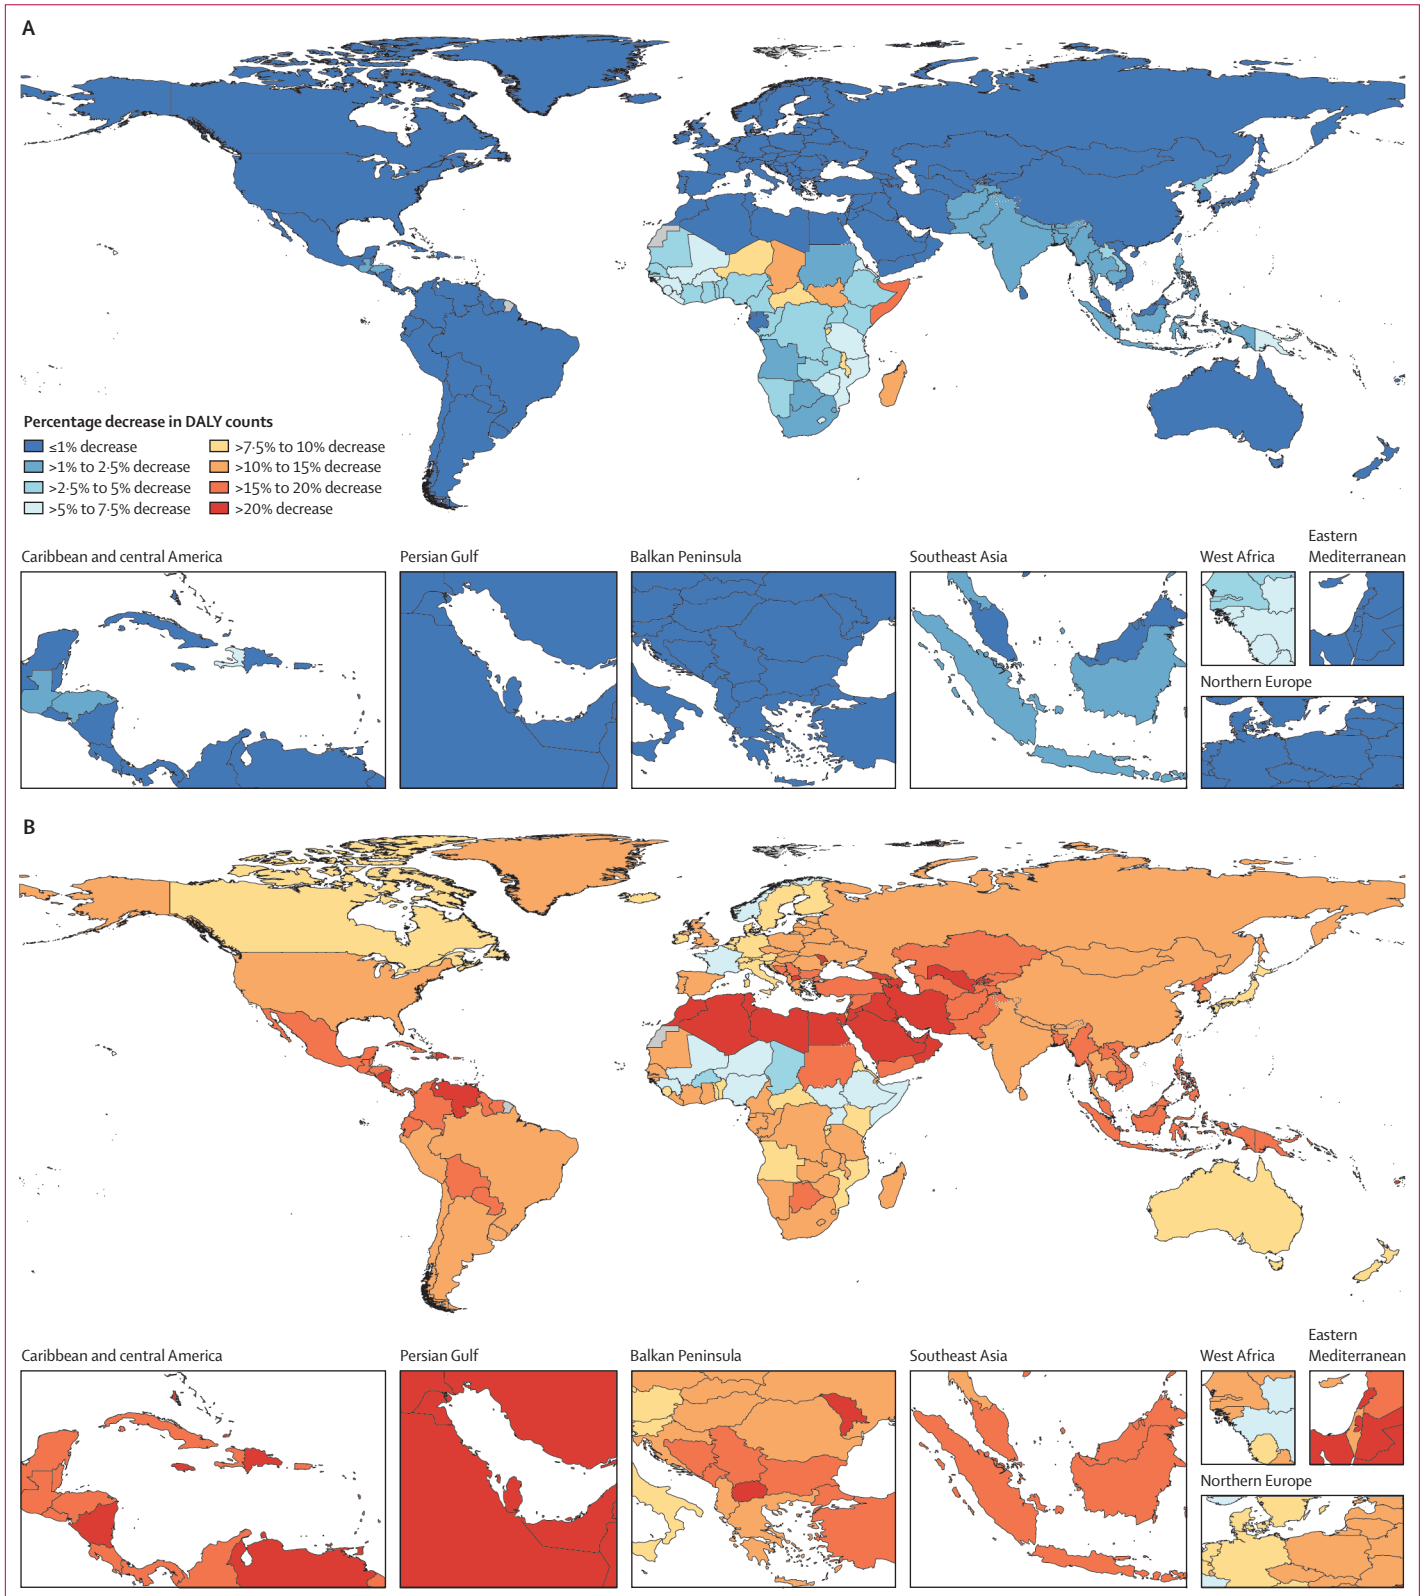 A
Percentage decrease in DALY counts
≤1% decrease
>1% to 2·5% decrease
>2·5% to 5% decrease
>5% to 7·5% decrease
>7·5% to 10% decrease
>10% to 15% decrease
>15% to 20% decrease
>20% decrease
Caribbean and central America
Persian Gulf
Balkan Peninsula
Southeast Asia
West Africa
Eastern
Mediterranean
Northern Europe
B
Caribbean and central America
Persian Gulf
Balkan Peninsula
Southeast Asia
West Africa
Eastern
Mediterranean
Northern Europe